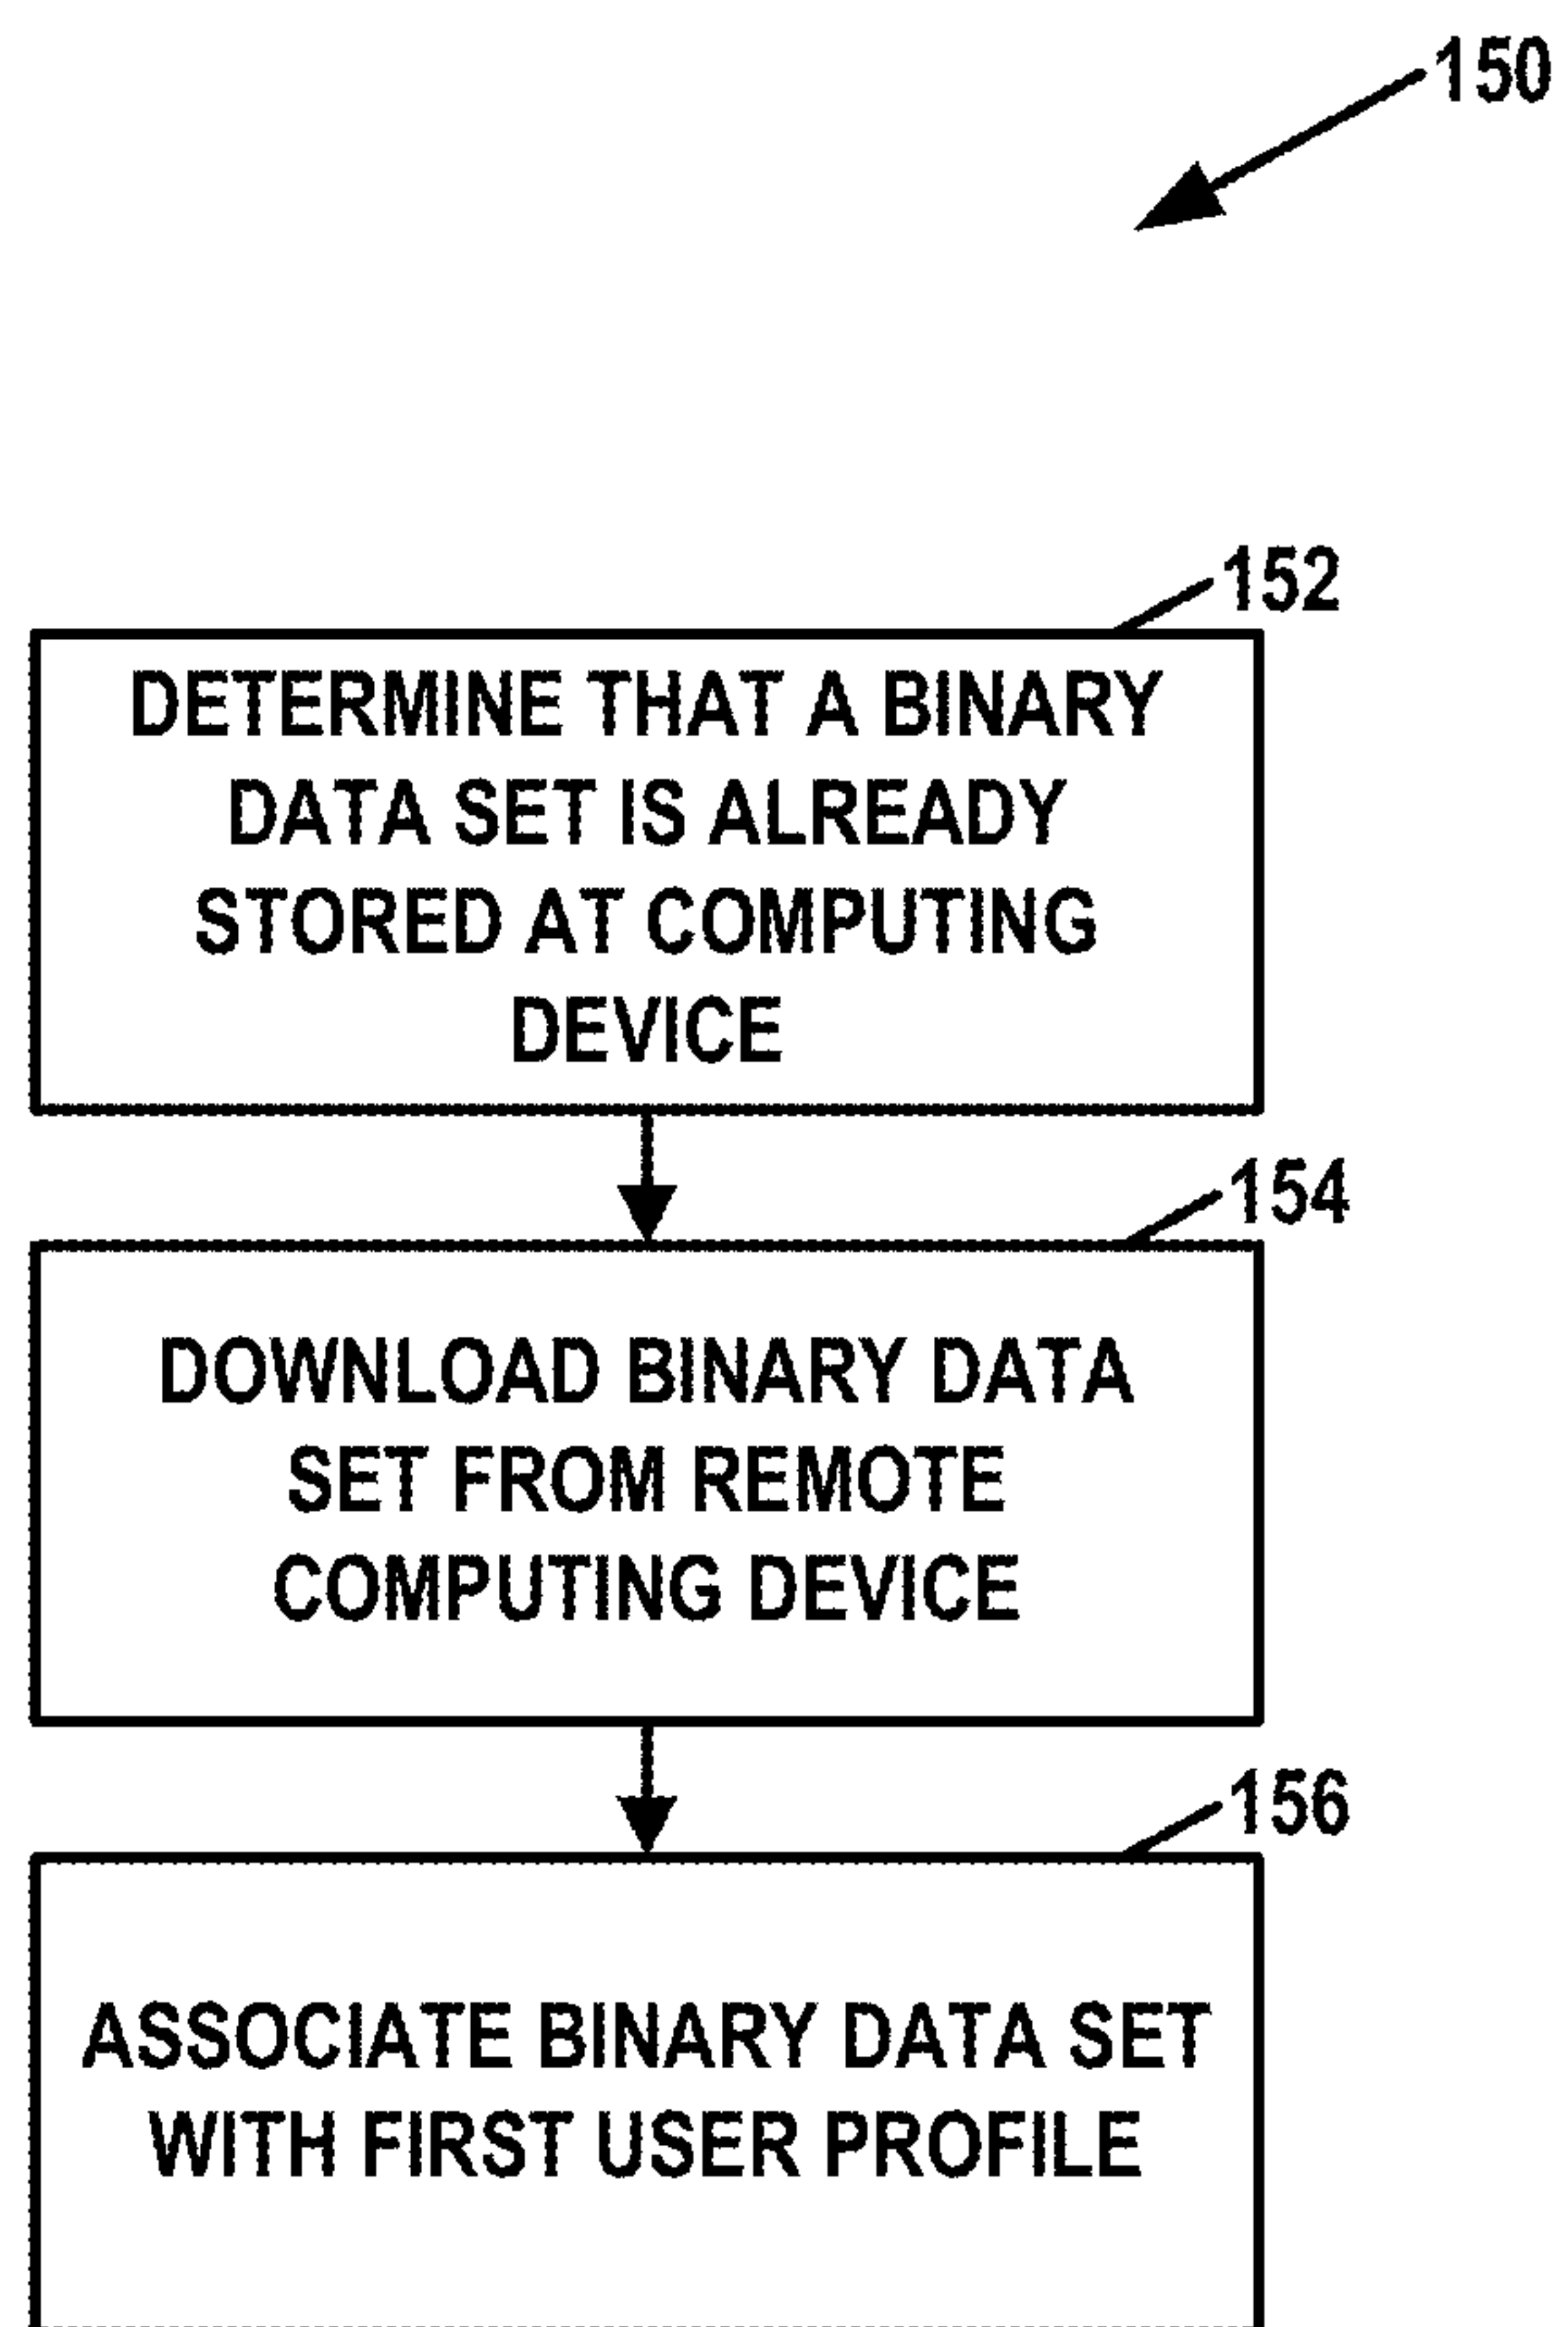 150
152
DETERMINE THAT A BINARY
DATA SET IS ALREADY
STORED AT COMPUTING
DEVICE
154
DOWNLOAD BINARY DATA
SET FROM REMOTE
COMPUTING DEVICE
156
ASSOCIATE BINARY DATA SET
WITH FIRST USER PROFILE